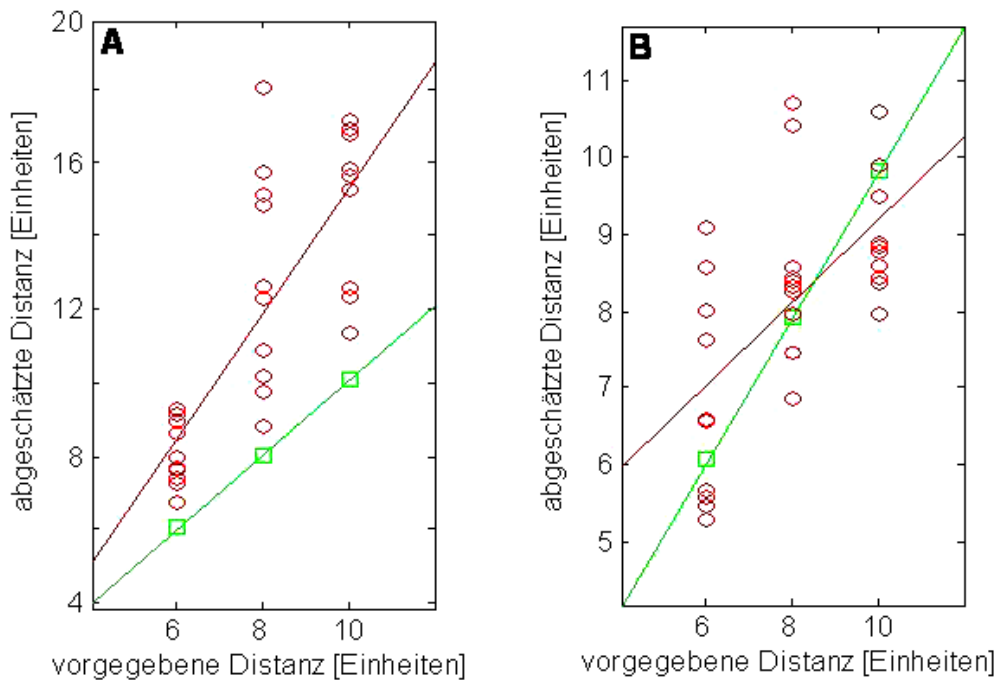 A
20
16
12
8
4
6 8 10
abgeschätzte Distanz [Einheiten]
vorgegebene Distanz [Einheiten]
B
11
10
9
8
7
6
5
6 8 10
abgeschätzte Distanz [Einheiten]
vorgegebene Distanz [Einheiten]